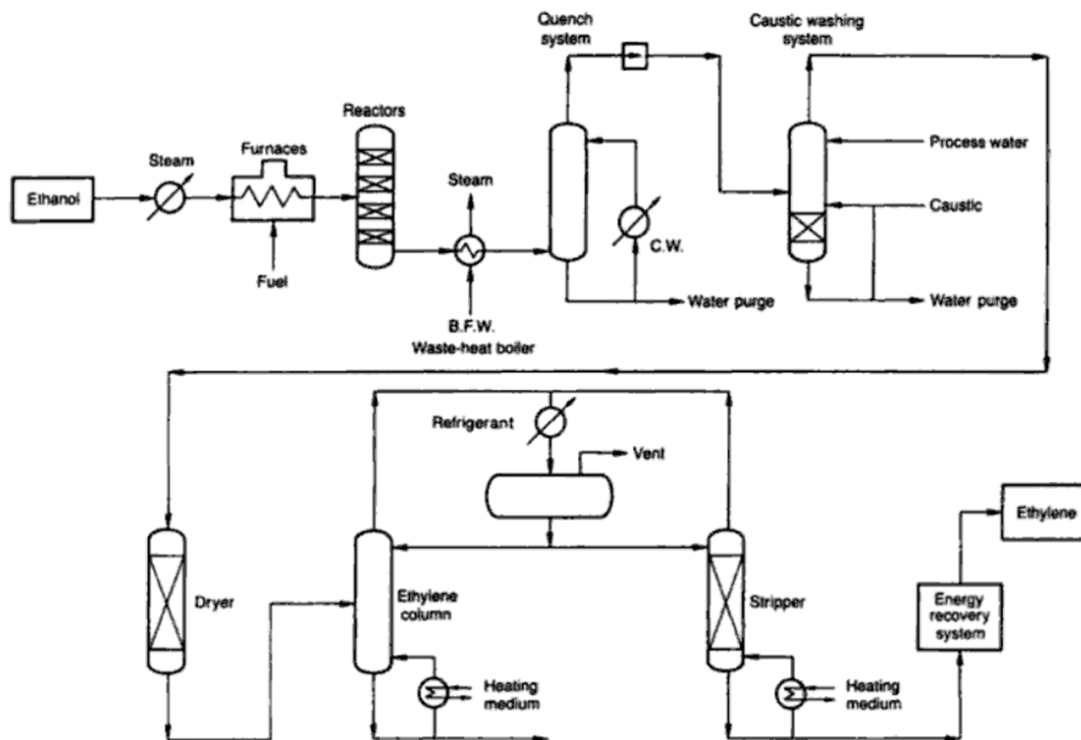 Quench
system
Caustic washing
system
Reactors
Furnaces
Steam
Process water
Ethanol
Steam
Caustic
C.W.
Fuel
Water purge
Water purge
B.F.W.
Waste-heat boiler
Refrigerant
Vent
Ethylene
Dryer
Ethylene
column
Stripper
Energy
recovery
system
Heating
medium
Heating
medium